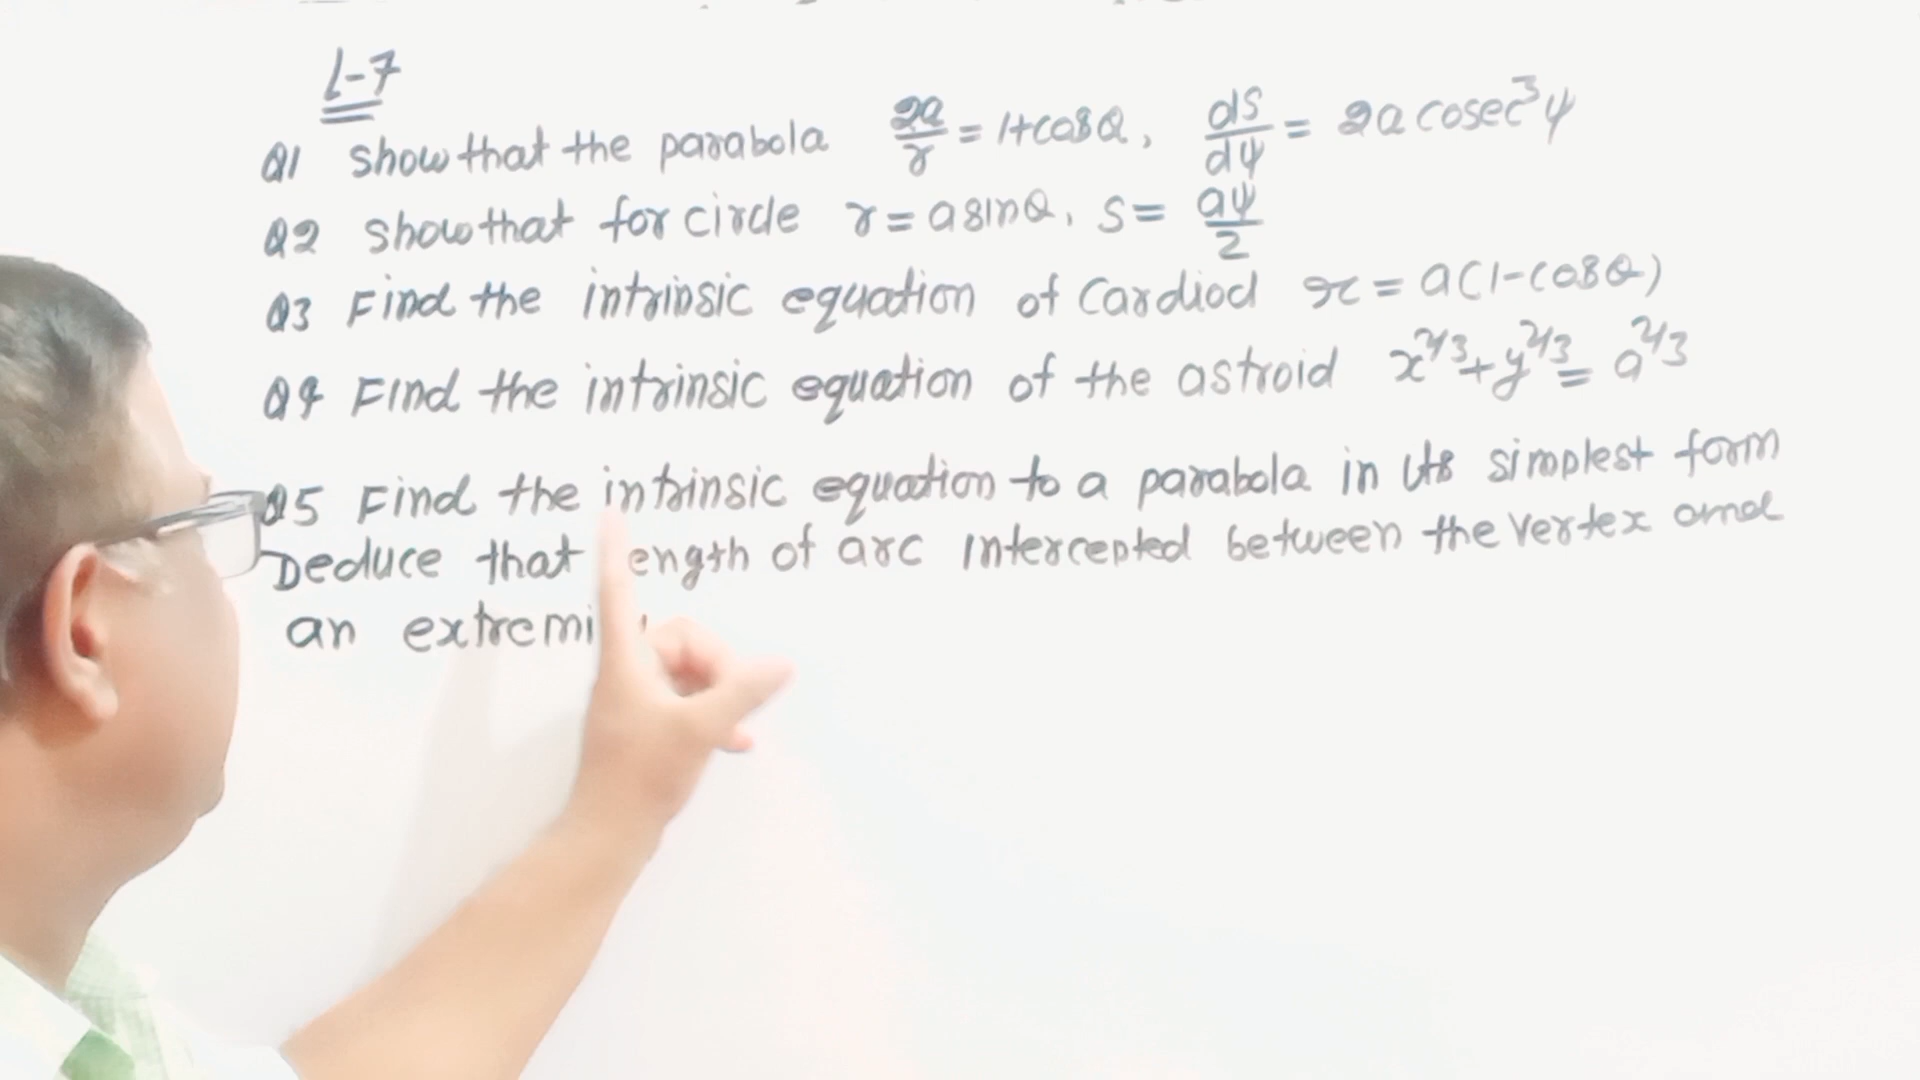 L-7
Q1 show that the parabola 2a/r = 1+cosθ, ds/dψ = 2a cosec³ψ
Q2 show that for circle r = a sinθ, s = aψ/2
Q3 Find the intrinsic equation of Cardiod r = a(1-cosθ)
Q4 Find the intrinsic equation of the astroid x^2/3 + y^2/3 = a^2/3
Q5 Find the intrinsic equation to a parabola in its simplest form
Deduce that ength of arc intercepted between the vertex and
an extremi